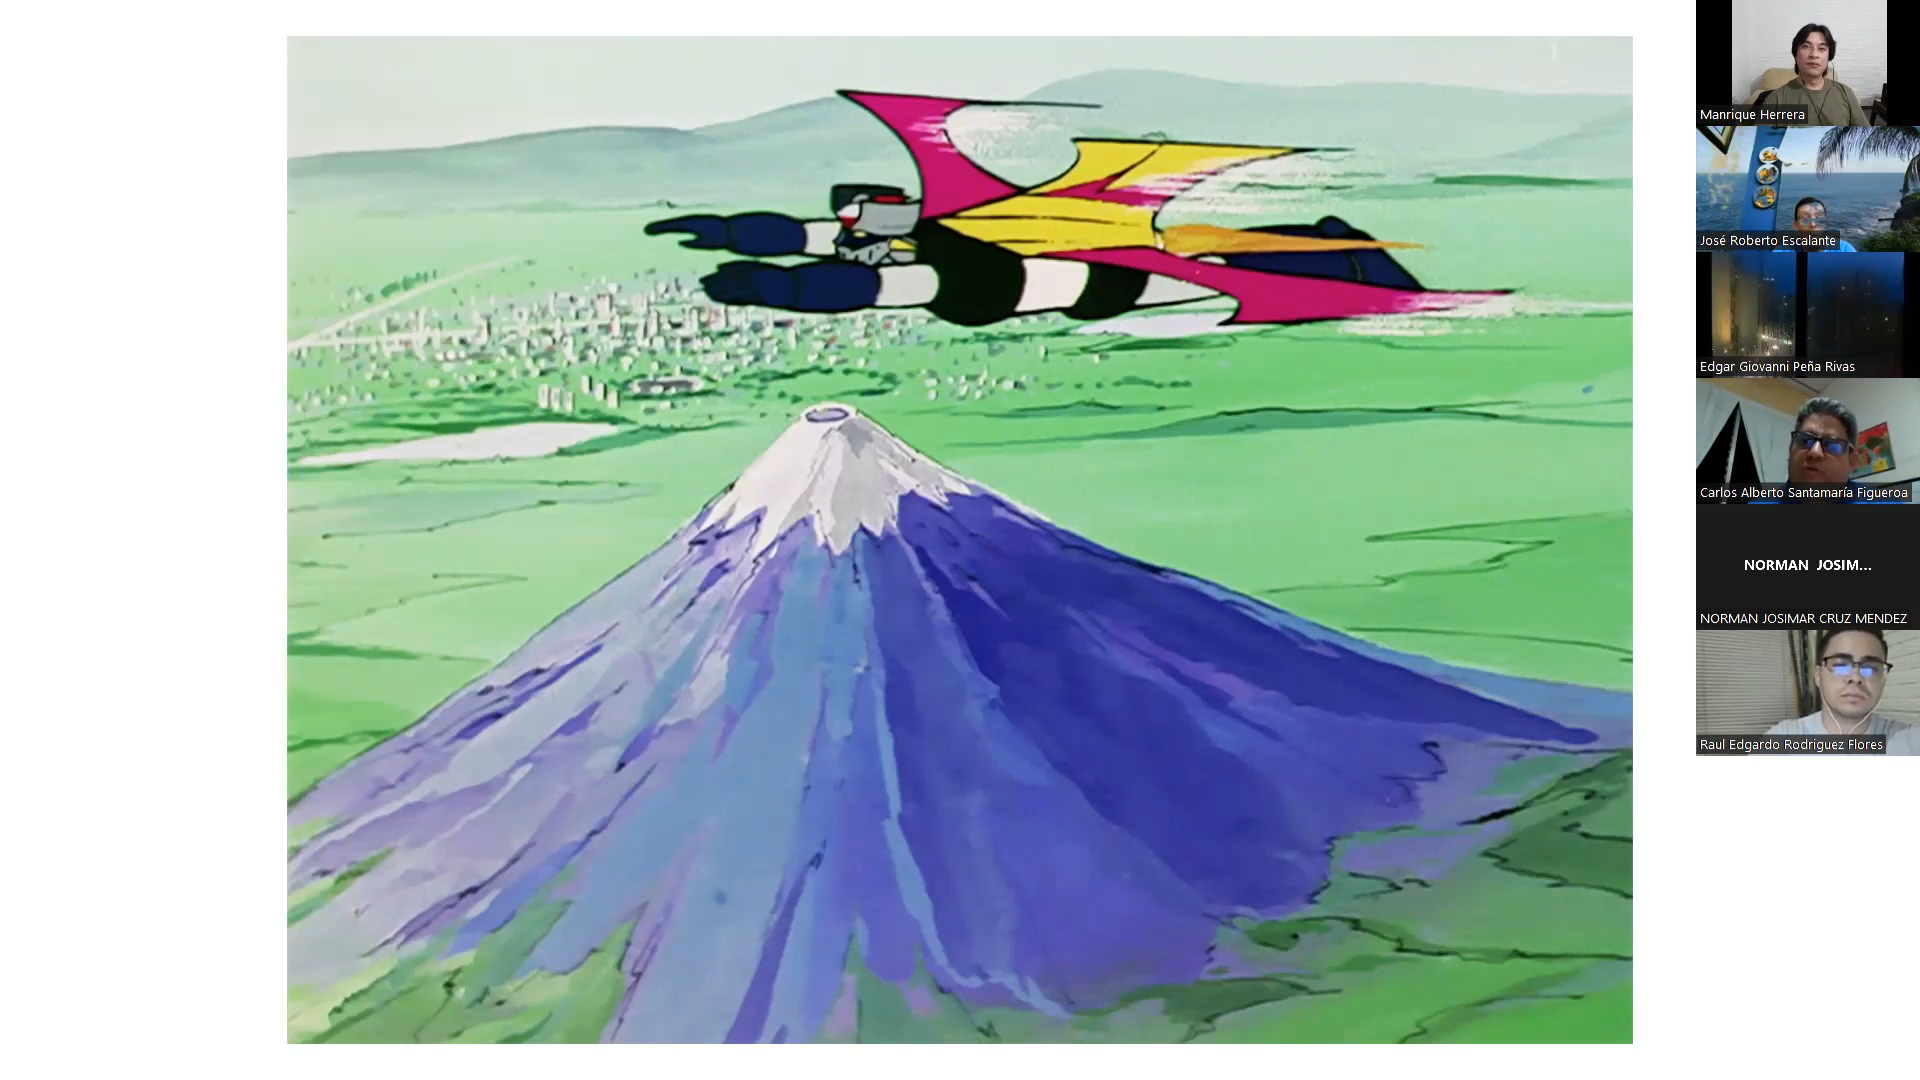 Manrique Herrera
José Roberto Escalante
Edgar Giovanni Peña Rivas
Carlos Alberto Santamaría Figueroa
NORMAN JOSIM...
NORMAN JOSIMAR CRUZ MENDEZ
Raul Edgardo Rodriguez Flores